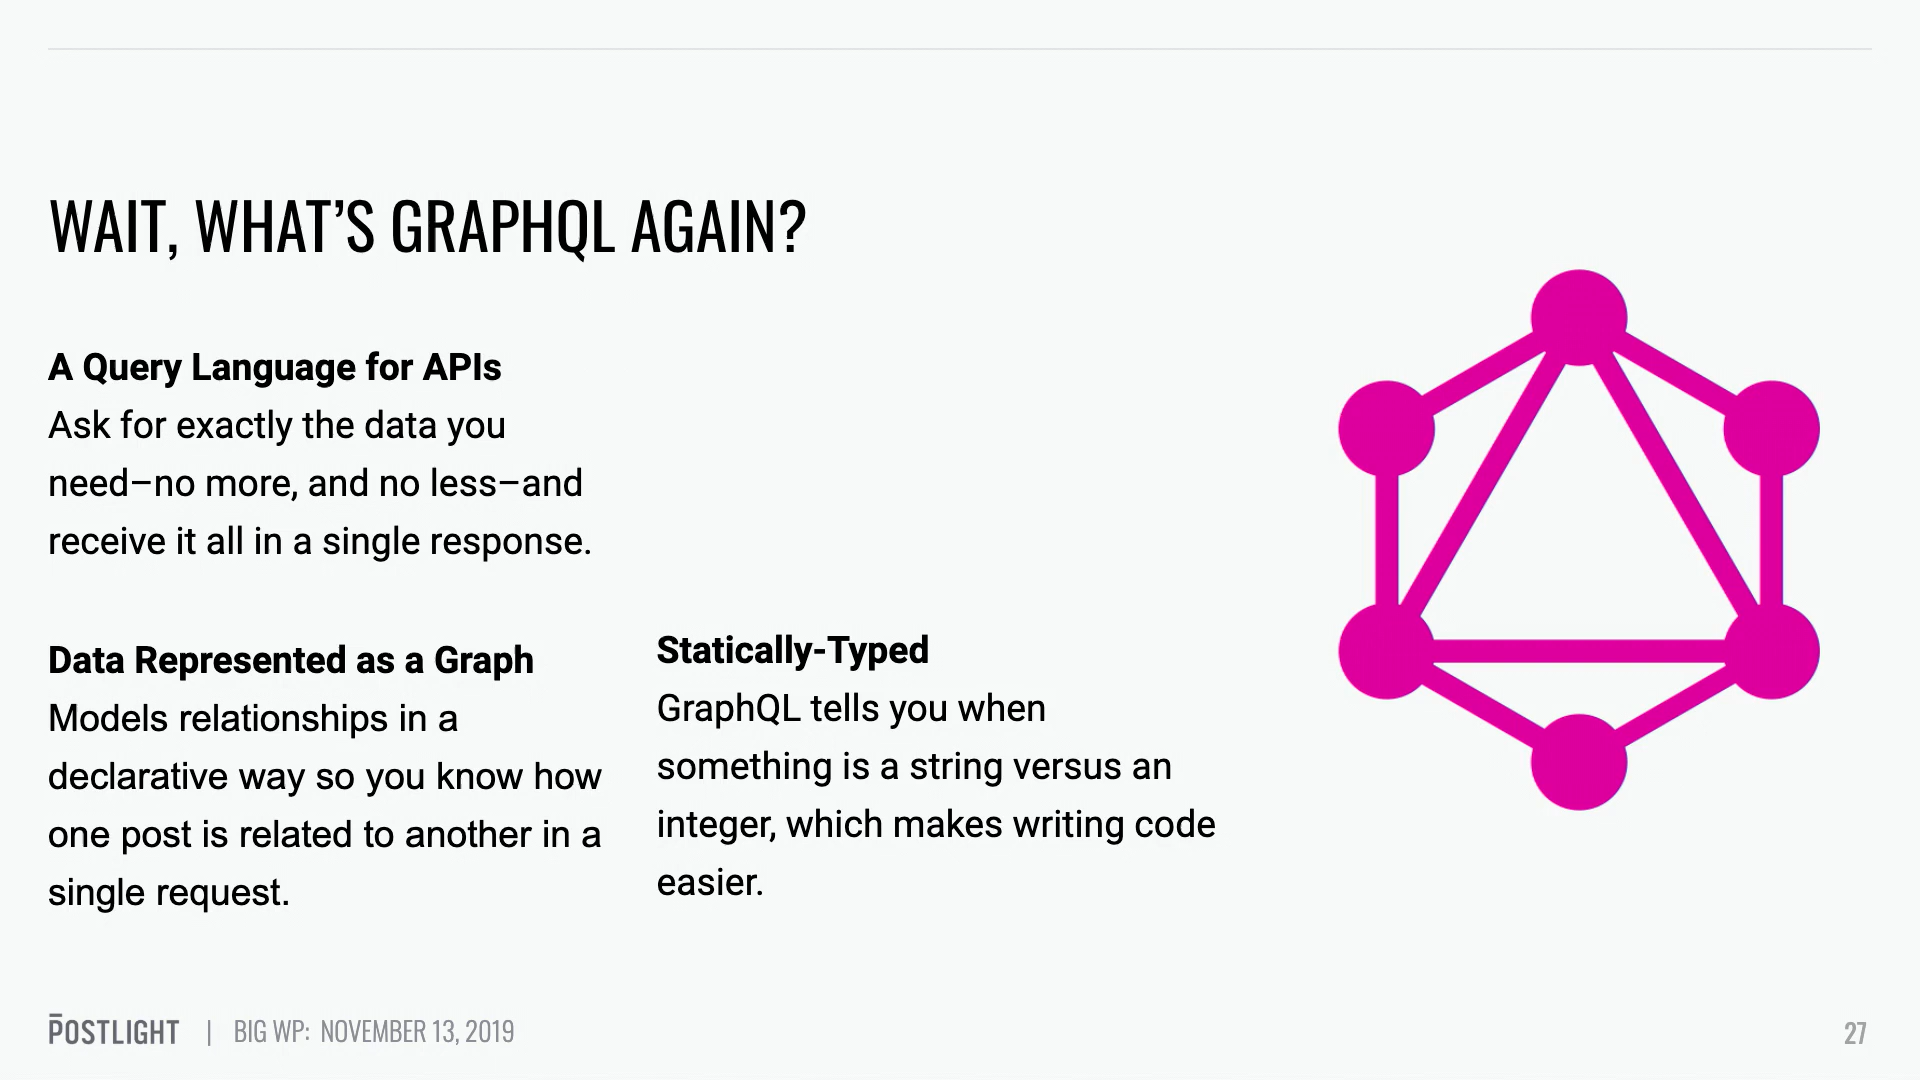 WAIT, WHAT’S GRAPHQL AGAIN?
A Query Language for APIs
Ask for exactly the data you
need–no more, and no less–and
receive it all in a single response.
Data Represented as a Graph
Models relationships in a
declarative way so you know how
one post is related to another in a
single request.
Statically-Typed
GraphQL tells you when
something is a string versus an
integer, which makes writing code
easier.
POSTLIGHT | BIG WP: NOVEMBER 13, 2019
27